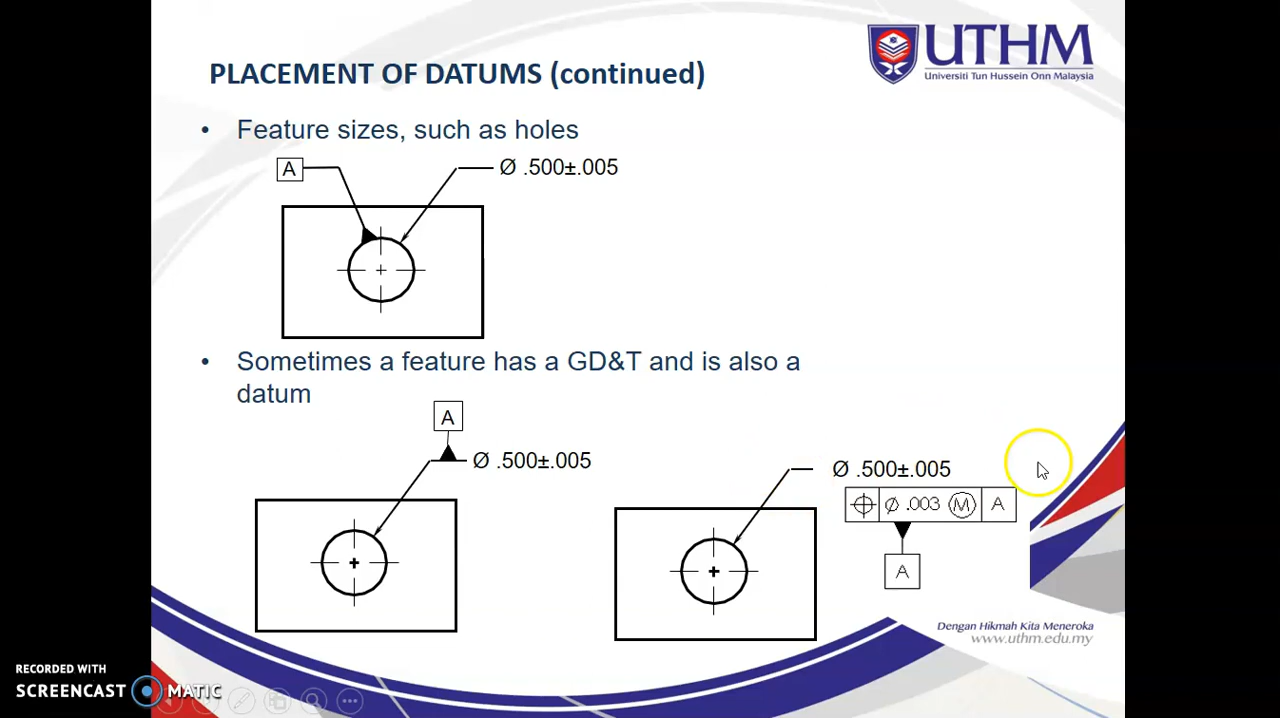 UTHM
Universiti Tun Hussein Onn Malaysia
PLACEMENT OF DATUMS (continued)
• Feature sizes, such as holes
A
Ø .500±.005
• Sometimes a feature has a GD&T and is also a
datum
A
Ø .500±.005
Ø .500±.005
⌖ Ø .003 Ⓜ A
A
Dengan Hikmah Kita Meneroka
www.uthm.edu.my
RECORDED WITH
SCREENCAST MATIC